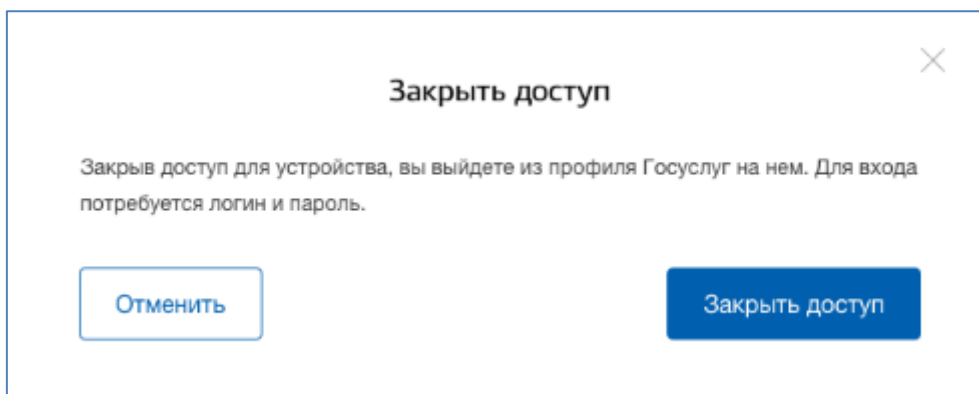 Закрыть доступ
Закрыв доступ для устройства, вы выйдете из профиля Госуслуг на нем. Для входа
потребуется логин и пароль.
Отменить
Закрыть доступ